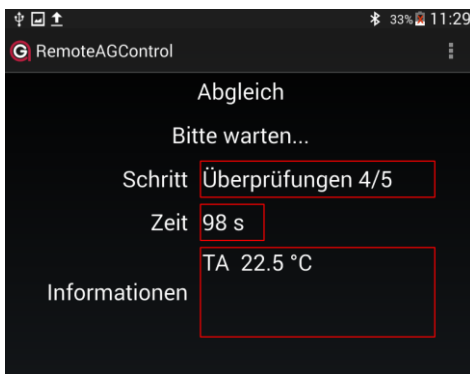 33% 11:29
RemoteAGControl
Abgleich
Bitte warten...
Schritt Überprüfungen 4/5
Zeit 98 s
TA 22.5 °C
Informationen